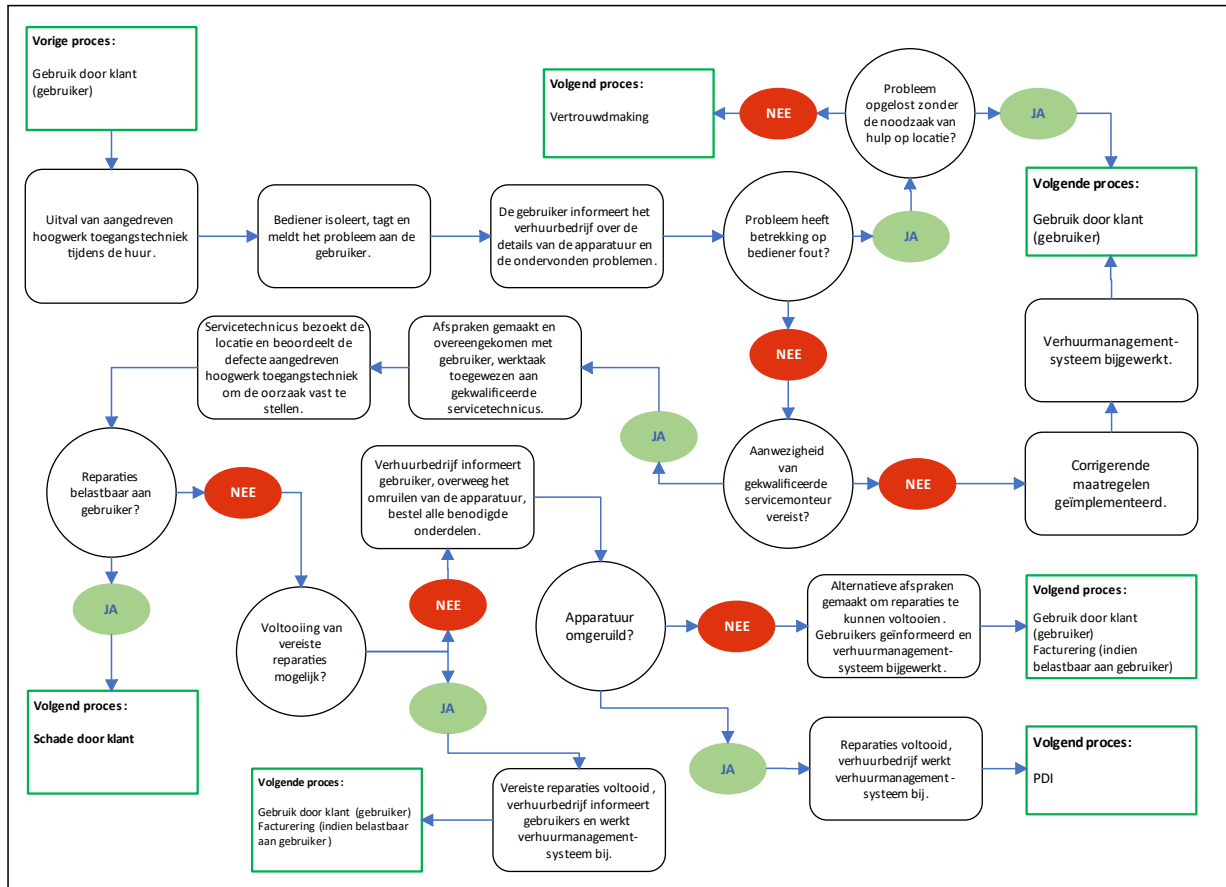 Vorige proces:
Gebruik door klant
(gebruiker)
Uitval van aangedreven
hoogwerk toegangstechniek
tijdens de huur.
Bediener isoleert, tagt en
meldt het probleem aan de
gebruiker.
De gebruiker informeert het
verhuurbedrijf over de
details van de apparatuur en
de ondervonden problemen.
Probleem heeft
betrekking op
bediener fout?
JA
Probleem
opgelost zonder
de noodzaak van
hulp op locatie?
NEE
Volgend proces:
Vertrouwdmaking
JA
Volgende proces:
Gebruik door klant
(gebruiker)
Verhuurmanagement-
systeem bijgewerkt.
Corrigerende
maatregelen
geïmplementeerd.
NEE
NEE
Aanwezigheid
van
gekwalificeerde
servicemonteur
vereist?
JA
Afspraken gemaakt en
overeengekomen met
gebruiker, werktaak
toegewezen aan
gekwalificeerde
servicetechnicus.
Servicetechnicus bezoekt de
locatie en beoordeelt de
defecte aangedreven
hoogwerk toegangstechniek
om de oorzaak vast te
stellen.
Reparaties
belastbaar aan
gebruiker?
NEE
JA
Volgend proces:
Schade door klant
Voltooiing van
vereiste
reparaties
mogelijk?
NEE
Verhuurbedrijf informeert
gebruiker, overweeg het
omruilen van de apparatuur,
bestel alle benodigde
onderdelen.
JA
Vereiste reparaties voltooid,
verhuurbedrijf informeert
gebruikers en werkt
verhuurmanagement-
systeem bij.
Volgende proces:
Gebruik door klant (gebruiker)
Facturering (indien belastbaar
aan gebruiker)
Apparatuur
omgeruild?
NEE
Alternatieve afspraken
gemaakt om reparaties te
kunnen voltooien.
Gebruikers geïnformeerd en
verhuurmanagement-
systeem bijgewerkt.
Volgend proces:
Gebruik door klant
(gebruiker)
Facturering (indien
belastbaar aan gebruiker)
JA
Reparaties voltooid,
verhuurbedrijf werkt
verhuurmanagement-
systeem bij.
Volgend proces:
PDI